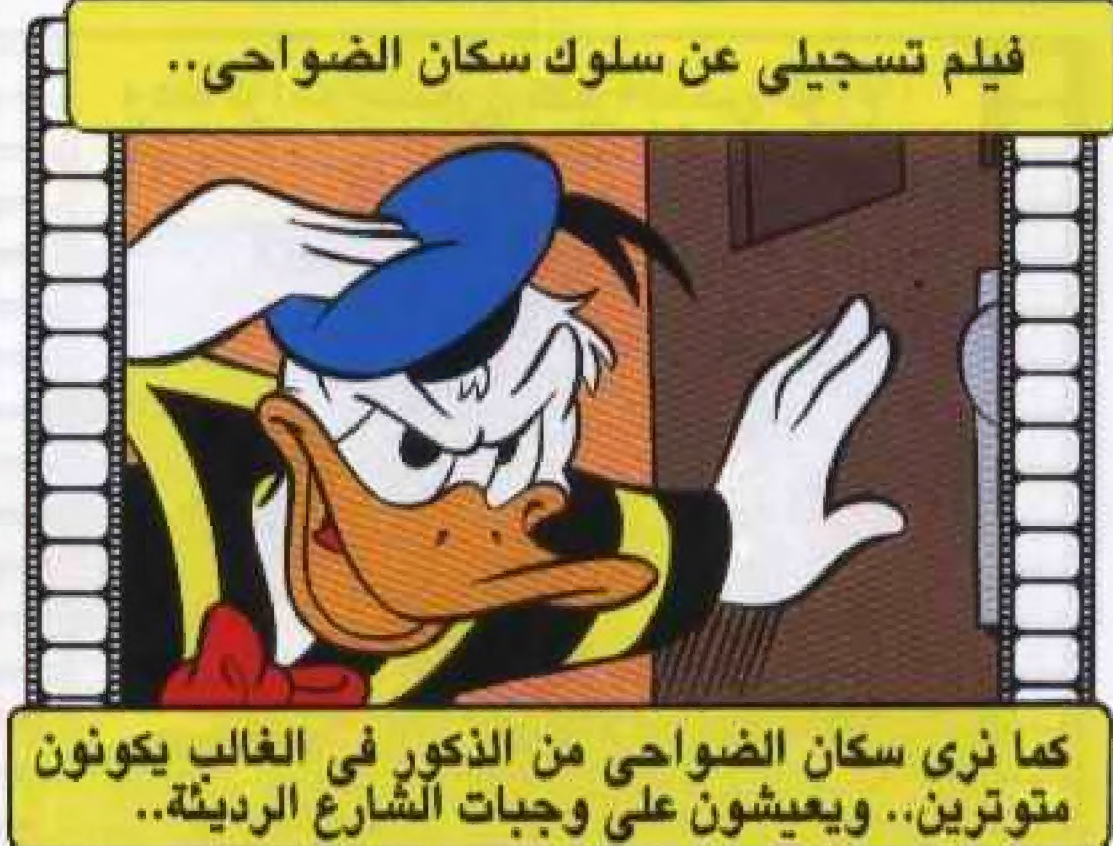 فيلم تسجيلى عن سلوك سكان الضواحى..
كما نرى سكان الضواحى من الذكور فى الغالب يكونون
متوترين.. ويعيشون على وجبات الشارع الرديئة..